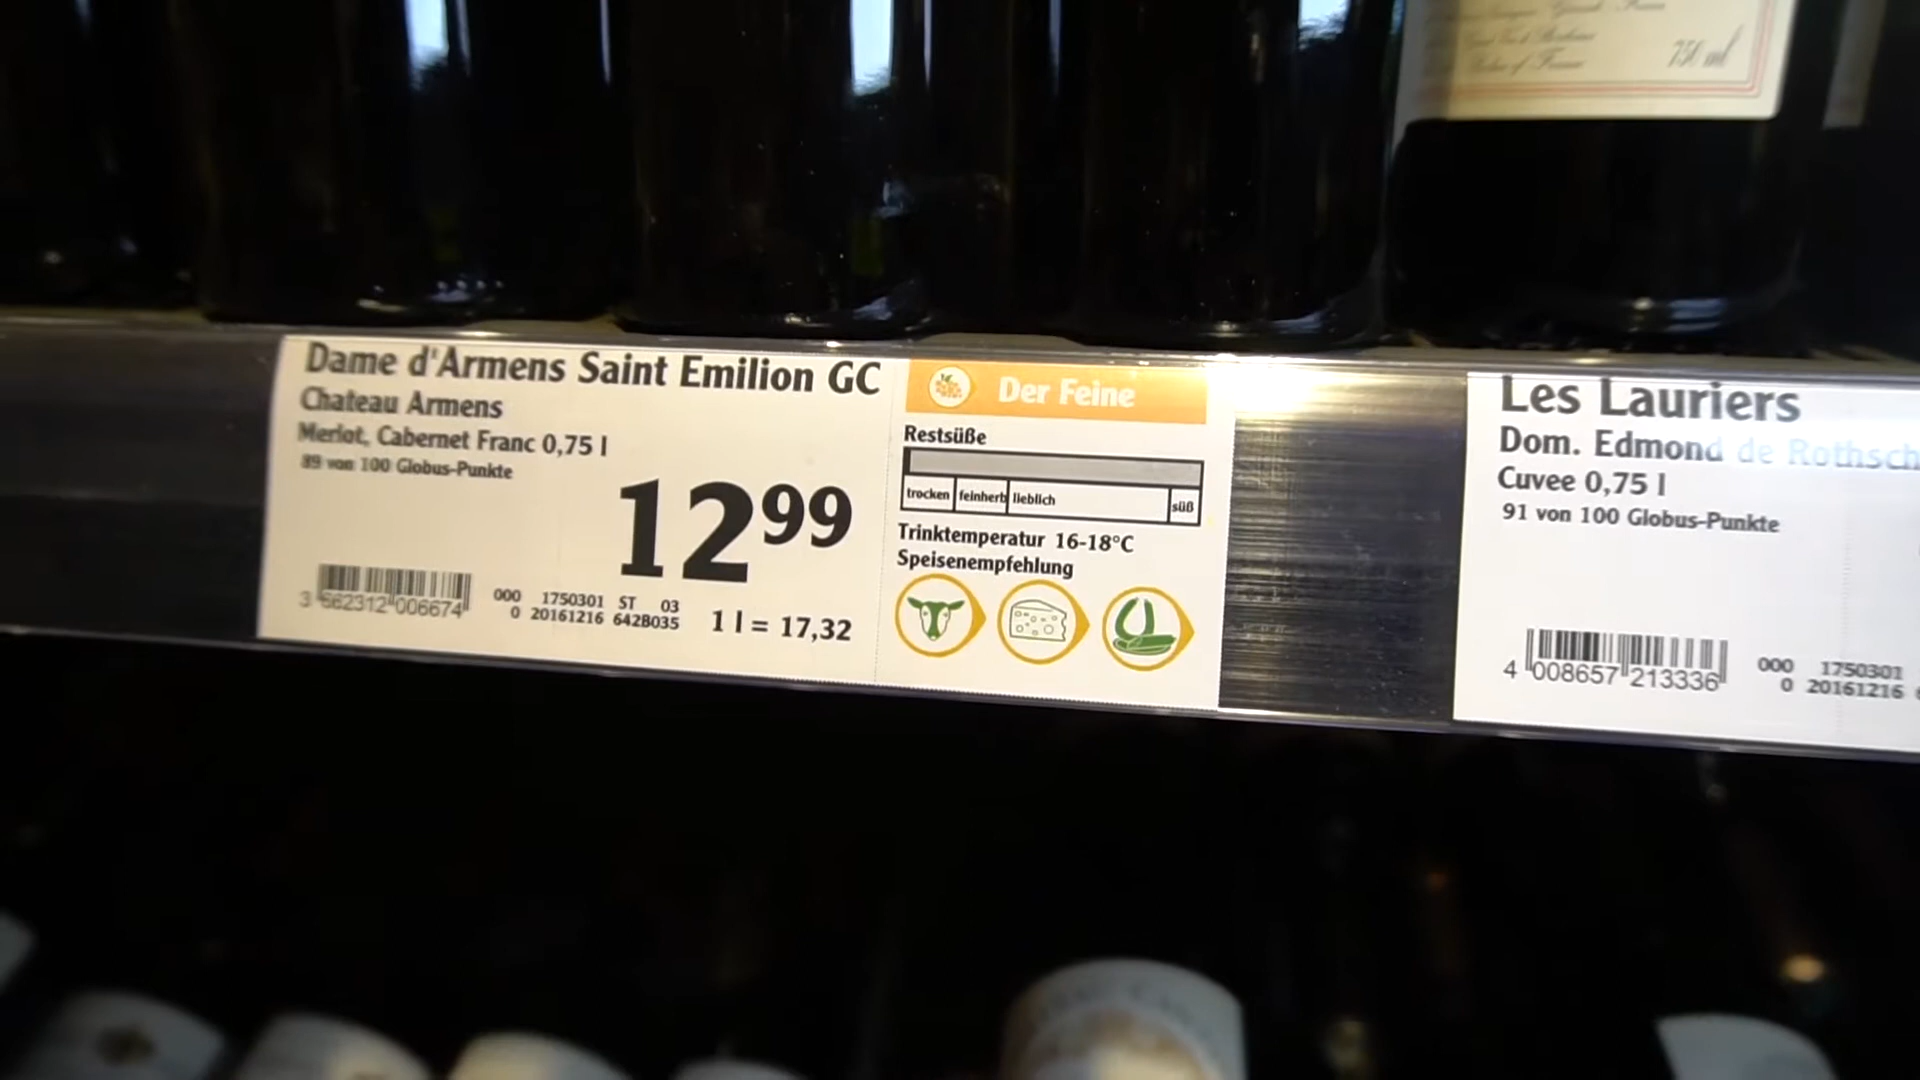 750 ml
Dame d'Armens Saint Emilion GC
Chateau Armens
Merlot, Cabernet Franc 0,75 l
89 von 100 Globus-Punkte
12 99
3 662312 006674
000 1750301 ST 03
0 20161216 642B035
1 l = 17,32
Der Feine
Restsüße
trocken feinherb lieblich süß
Trinktemperatur 16-18°C
Speisenempfehlung
Les Lauriers
Dom. Edmond de Rothsch
Cuvee 0,75 l
91 von 100 Globus-Punkte
4 008657 213336
000 1750301
0 20161216